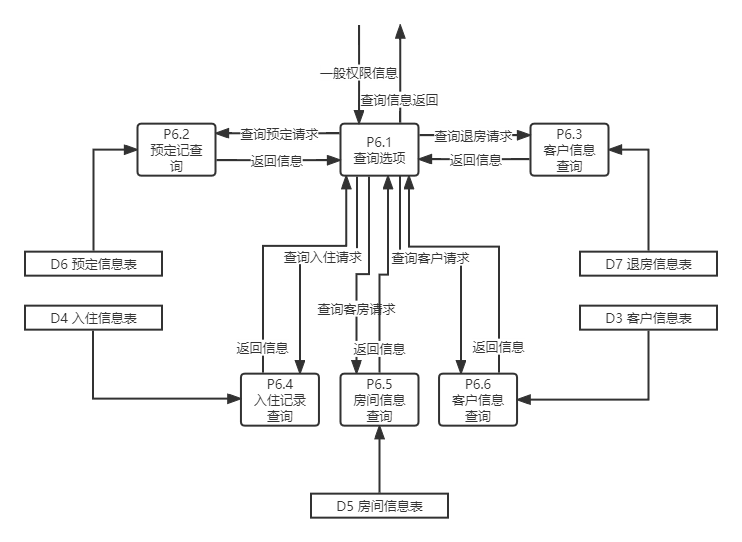 一般权限信息
查询信息返回
P6.2
预定记查
询
查询预定请求
返回信息
P6.1
查询选项
查询退房请求
返回信息
P6.3
客户信息
查询
D6 预定信息表
查询入住请求
查询客户请求
D7 退房信息表
D4 入住信息表
查询客房请求
D3 客户信息表
返回信息
返回信息
返回信息
P6.4
入住记录
查询
P6.5
房间信息
查询
P6.6
客户信息
查询
D5 房间信息表